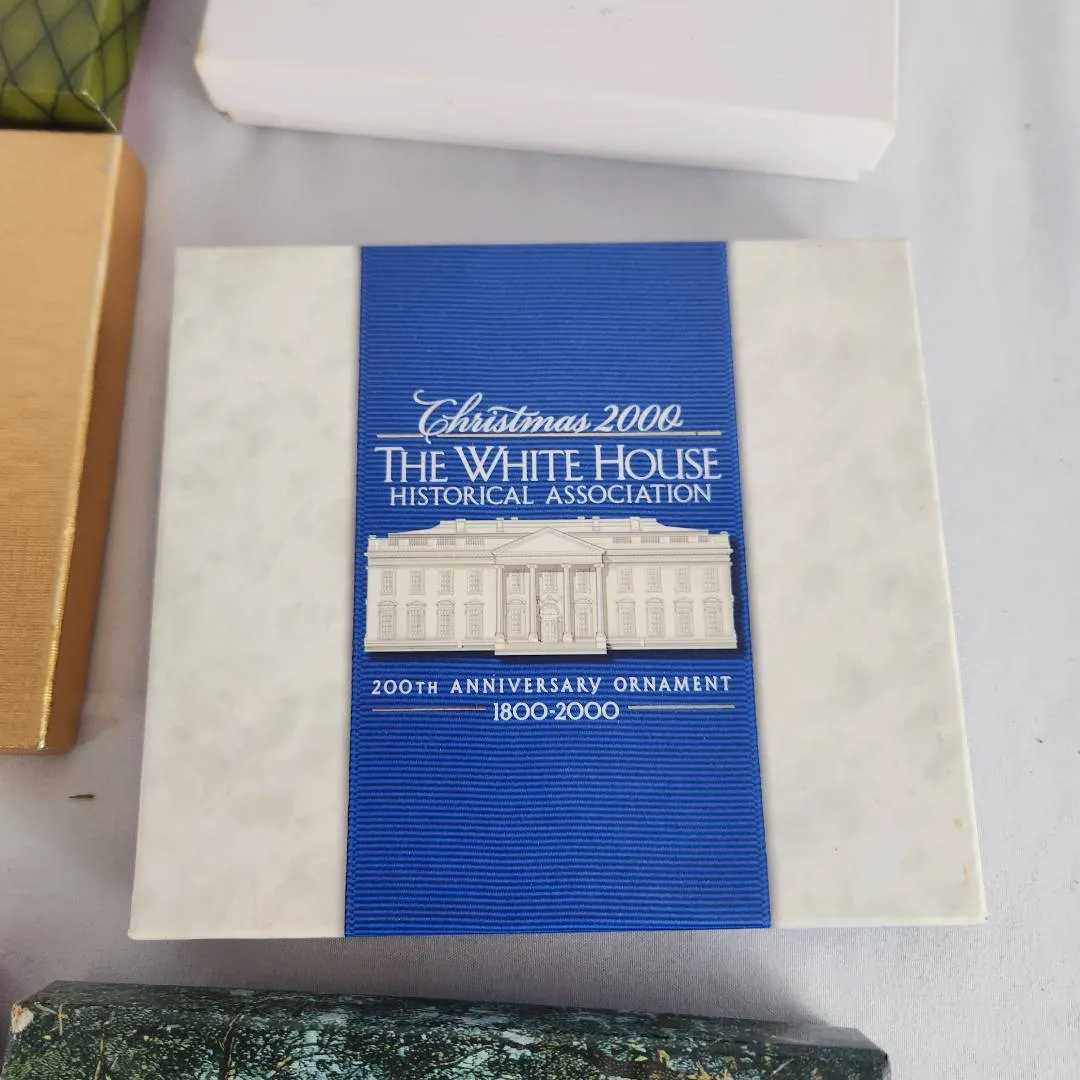 Christmas 2000
THE WHITE HOUSE
HISTORICAL ASSOCIATION
200TH ANNIVERSARY ORNAMENT
1800-2000